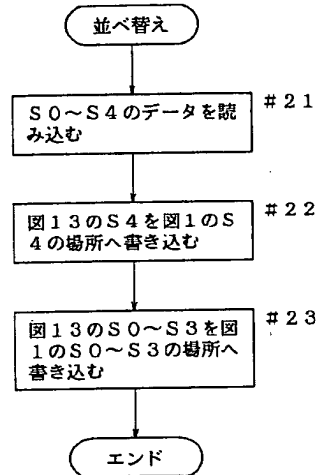 並べ替え
S0～S4のデータを読
み込む
#21
図13のS4を図1のS
4の場所へ書き込む
#22
図13のS0～S3を図
1のS0～S3の場所へ
書き込む
#23
エンド